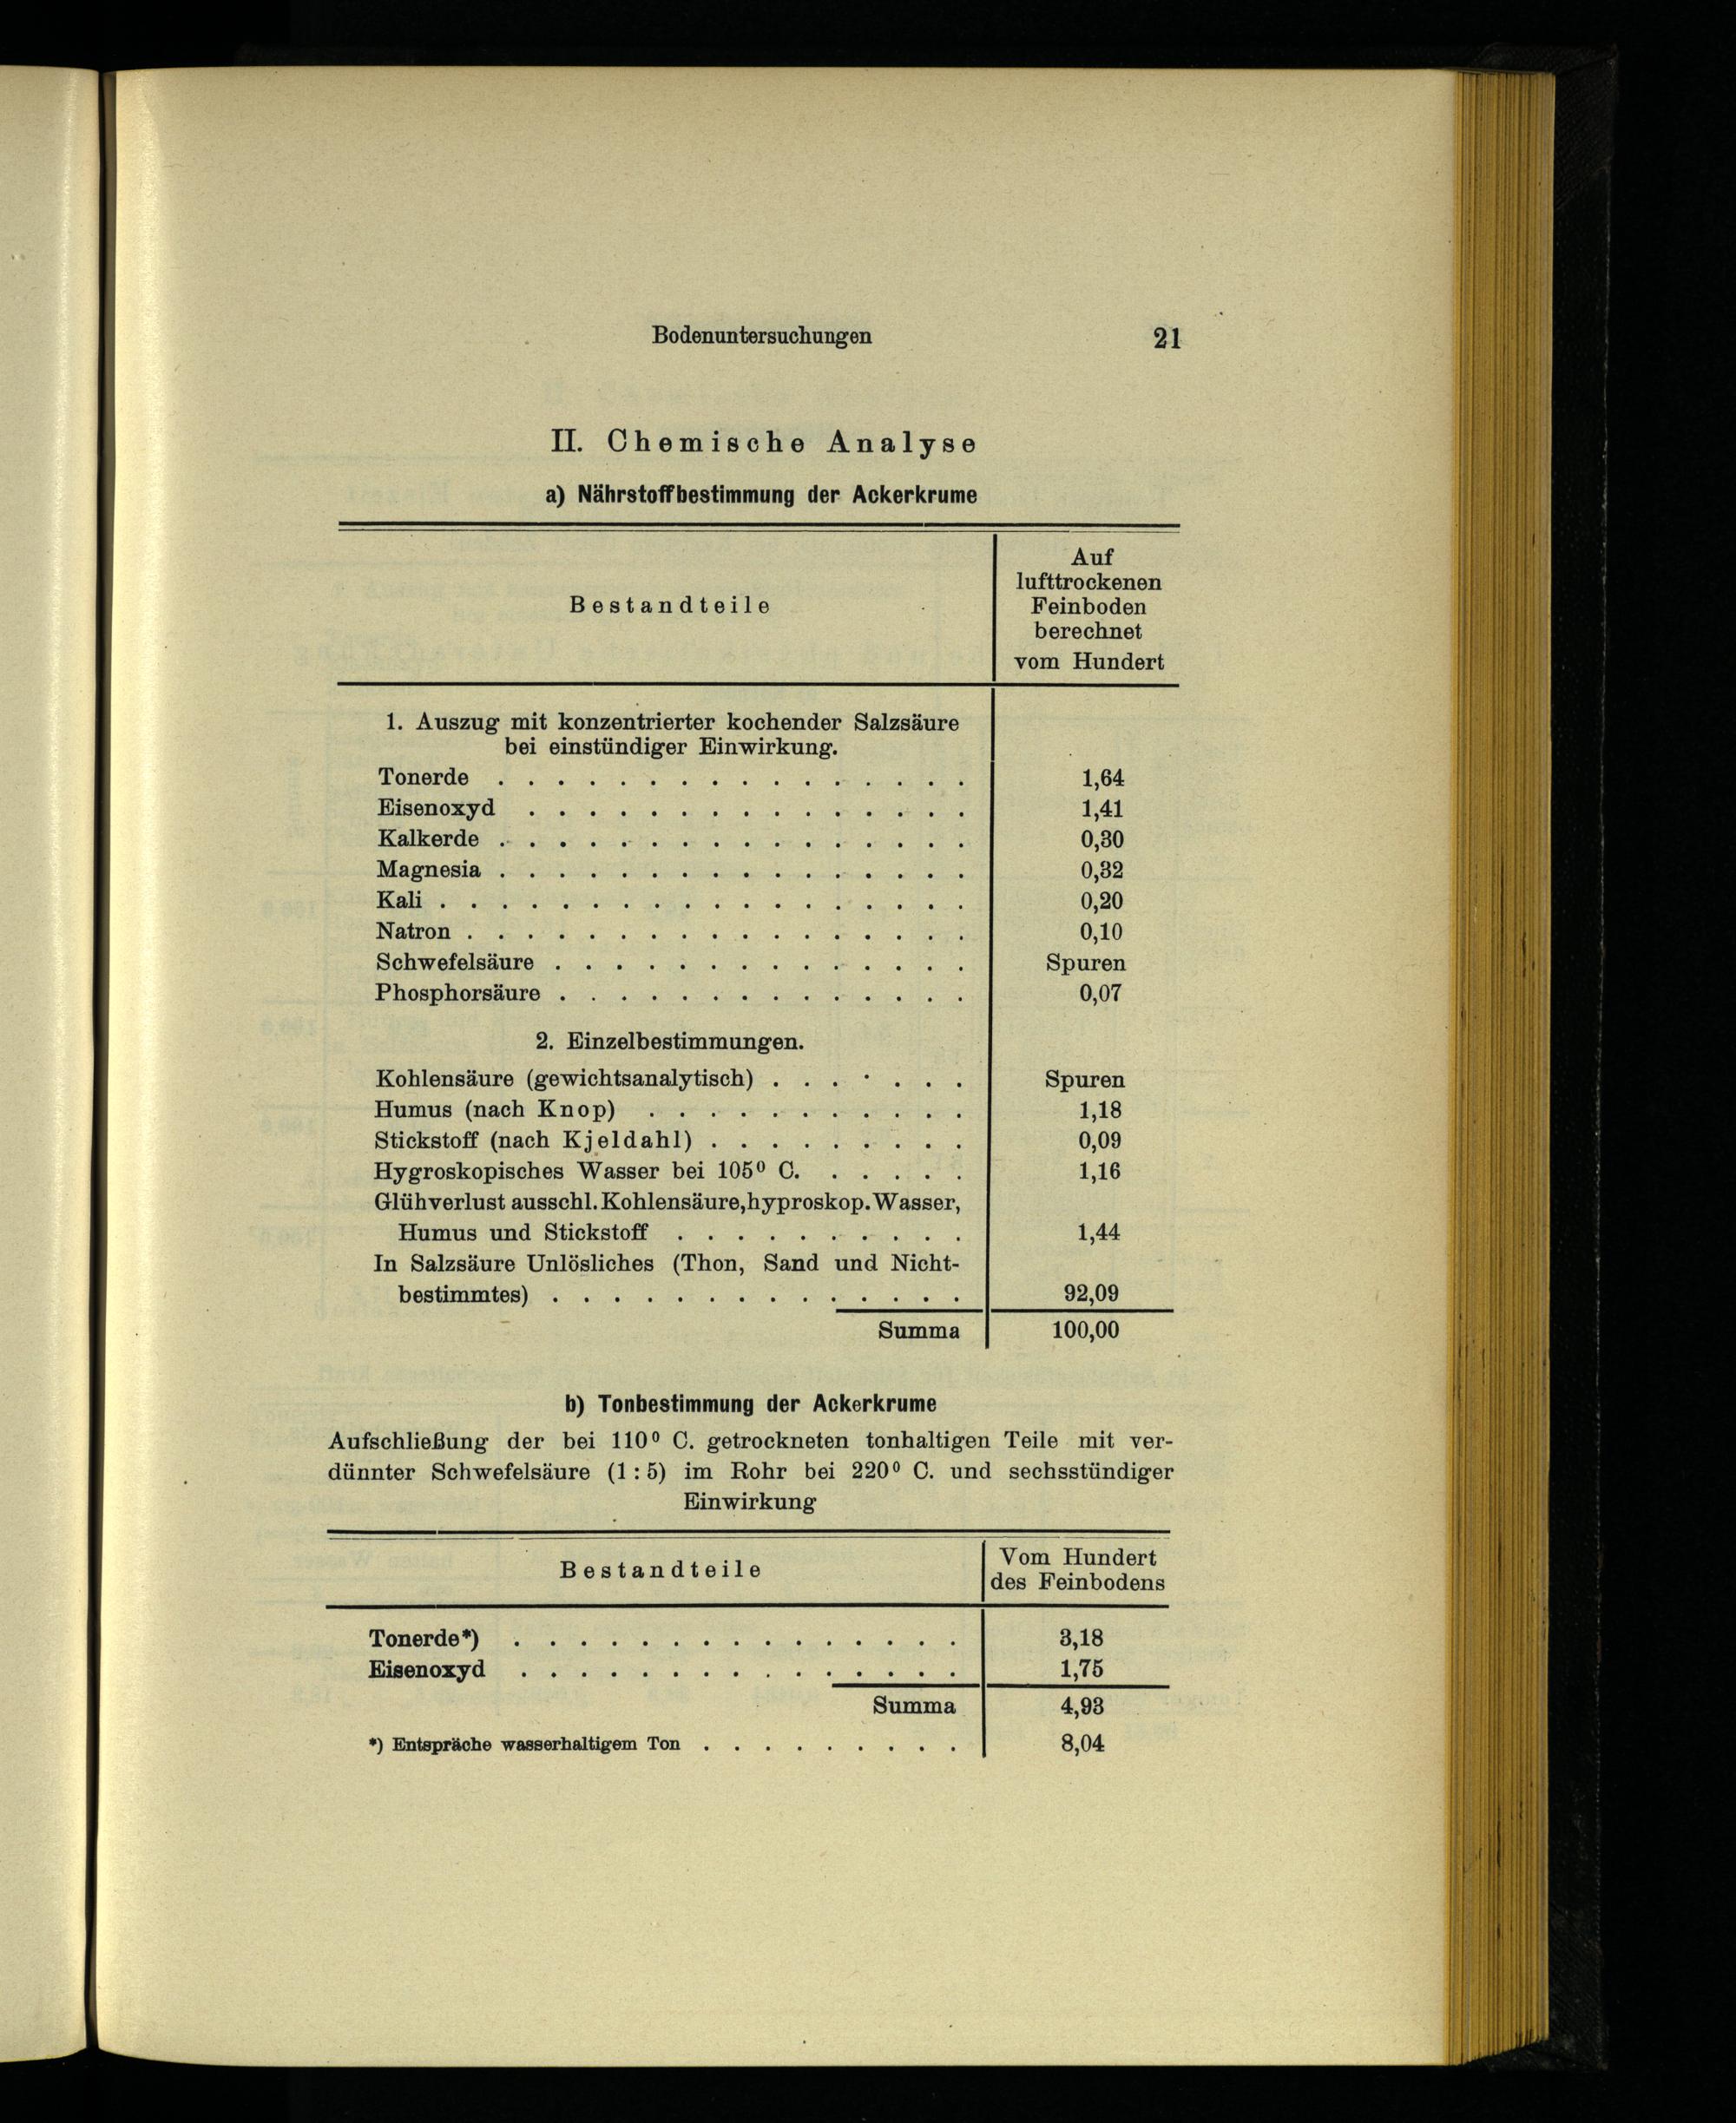 Bodenuntersuchungen 21
II. Chemische Analyse
a) Nährstoffbestimmung der Ackerkrume
Bestandteile
Auf
lufttrockenen
Feinboden
berechnet
vom Hundert
1. Auszug mit konzentrierter kochender Salzsäure
bei einstündiger Einwirkung.
Tonerde . . . . . . . . . . . . . . . . 1,64
Eisenoxyd . . . . . . . . . . . . . . . 1,41
Kalkerde . . . . . . . . . . . . . . . . 0,30
Magnesia . . . . . . . . . . . . . . . . 0,32
Kali . . . . . . . . . . . . . . . . . . 0,20
Natron . . . . . . . . . . . . . . . . . 0,10
Schwefelsäure . . . . . . . . . . . . . . Spuren
Phosphorsäure . . . . . . . . . . . . . . 0,07
2. Einzelbestimmungen.
Kohlensäure (gewichtsanalytisch) . . . . . . . Spuren
Humus (nach Knop) . . . . . . . . . . . 1,18
Stickstoff (nach Kjeldahl) . . . . . . . . . 0,09
Hygroskopisches Wasser bei 105⁰ C. . . . . . 1,16
Glühverlust ausschl. Kohlensäure, hyproskop. Wasser,
Humus und Stickstoff . . . . . . . . . . 1,44
In Salzsäure Unlösliches (Thon, Sand und Nicht-
bestimmtes) . . . . . . . . . . . . . . 92,09
Summa 100,00
b) Tonbestimmung der Ackerkrume
Aufschließung der bei 110⁰ C. getrockneten tonhaltigen Teile mit ver-
dünnter Schwefelsäure (1 : 5) im Rohr bei 220⁰ C. und sechsstündiger
Einwirkung
Bestandteile
Vom Hundert
des Feinbodens
Tonerde*) . . . . . . . . . . . . . . . 3,18
Eisenoxyd . . . . . . . . . . . . . . . 1,75
Summa 4,93
*) Entspräche wasserhaltigem Ton . . . . . . . . . 8,04